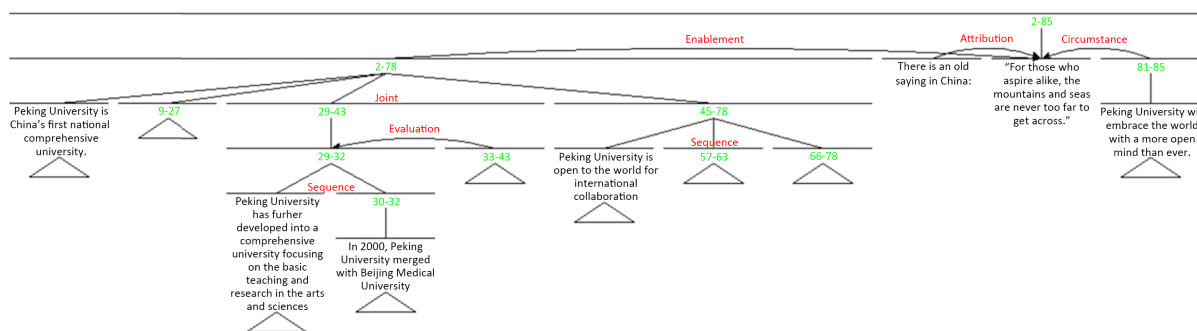 2-85
Enablement
Attribution
Circumstance
2-78
There is an old
saying in China:
“For those who
aspire alike, the
mountains and seas
are never too far to
get across.”
81-85
Peking University wi
embrace the world
with a more open
mind than ever.
Joint
Peking University is
China’s first national
comprehensive
university.
9-27
29-43
45-78
Evaluation
Sequence
29-32
33-43
Peking University is
open to the world for
international
collaboration
57-63
66-78
Sequence
Peking University
has furher
developed into a
comprehensive
university focusing
on the basic
teaching and
research in the arts
and sciences
30-32
In 2000, Peking
University merged
with Beijing Medical
University